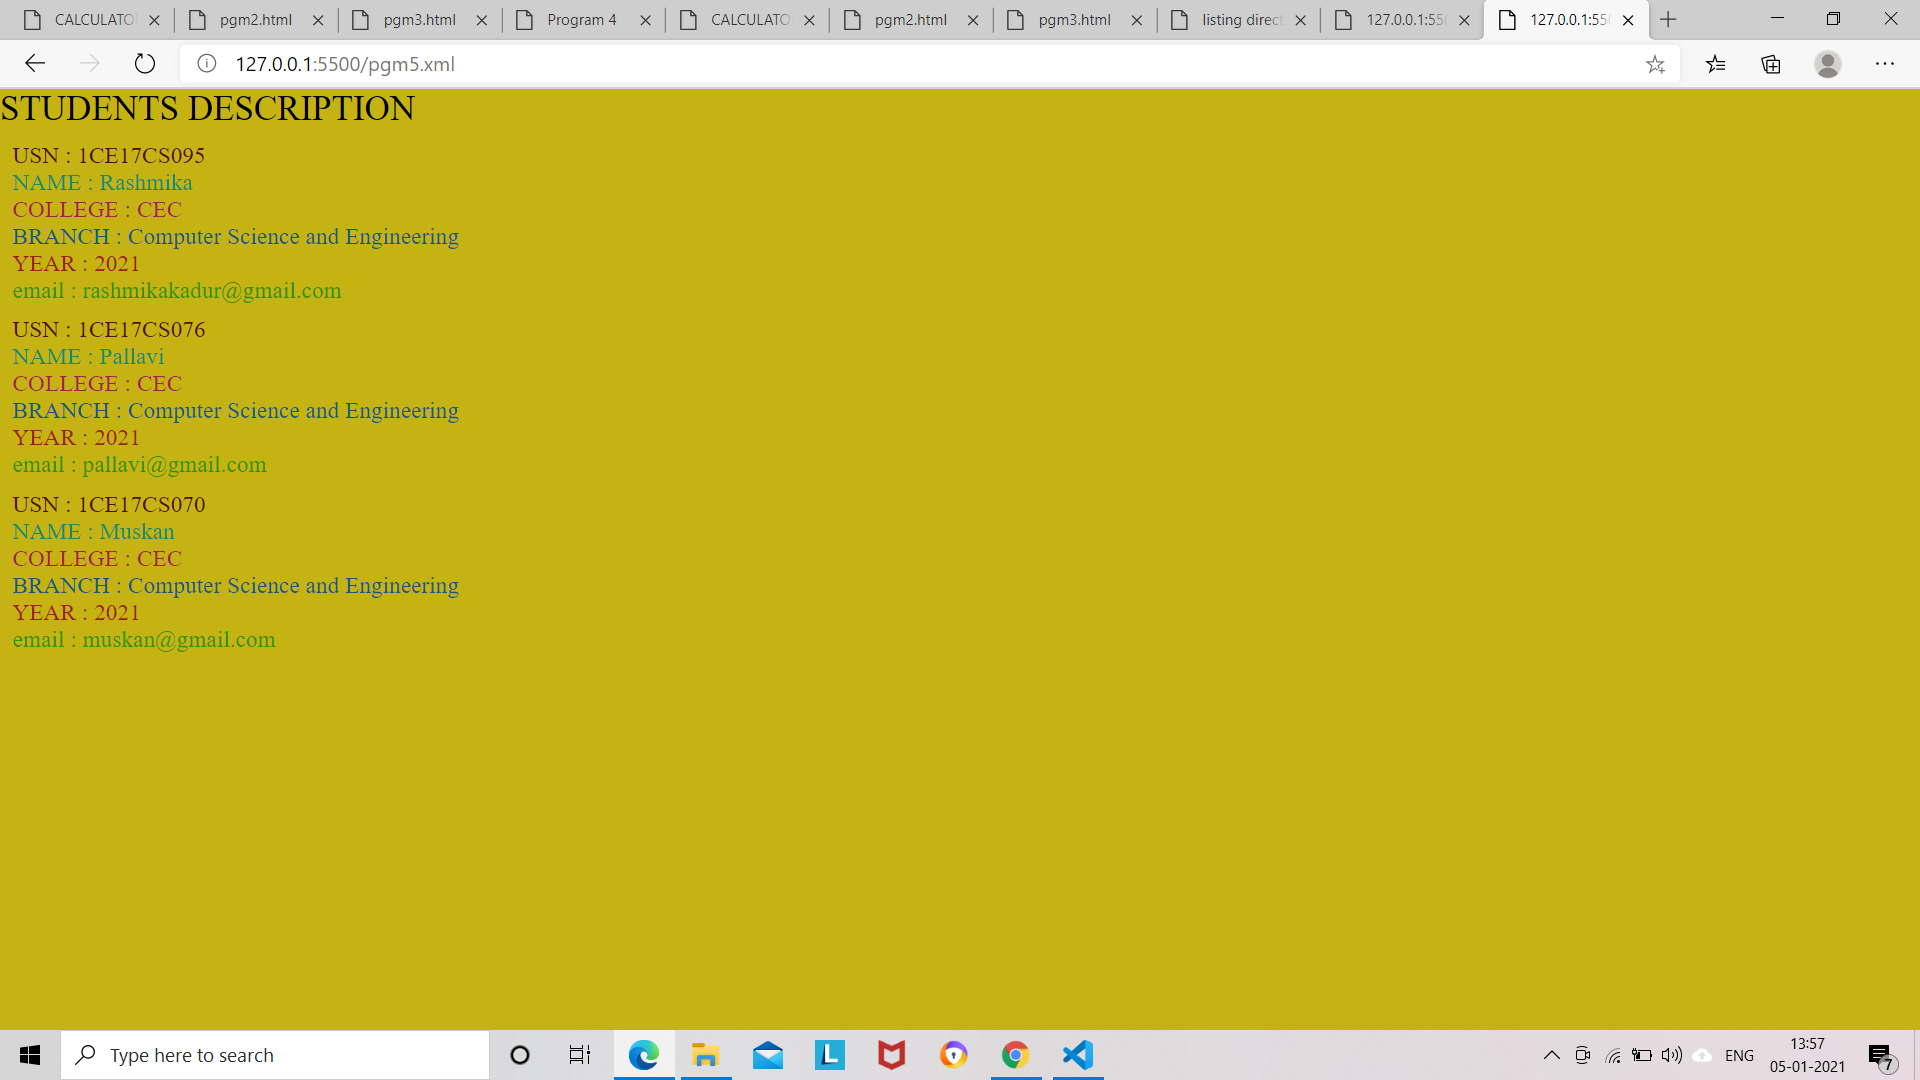 CALCULATO
pgm2.html
pgm3.html
Program 4
CALCULATO
pgm2.html
pgm3.html
listing direct
127.0.0.1:550
127.0.0.1:550
127.0.0.1:5500/pgm5.xml
STUDENTS DESCRIPTION
USN : 1CE17CS095
NAME : Rashmika
COLLEGE : CEC
BRANCH : Computer Science and Engineering
YEAR : 2021
email : rashmikakadur@gmail.com
USN : 1CE17CS076
NAME : Pallavi
COLLEGE : CEC
BRANCH : Computer Science and Engineering
YEAR : 2021
email : pallavi@gmail.com
USN : 1CE17CS070
NAME : Muskan
COLLEGE : CEC
BRANCH : Computer Science and Engineering
YEAR : 2021
email : muskan@gmail.com
Type here to search
L
ENG
13:57
05-01-2021
7